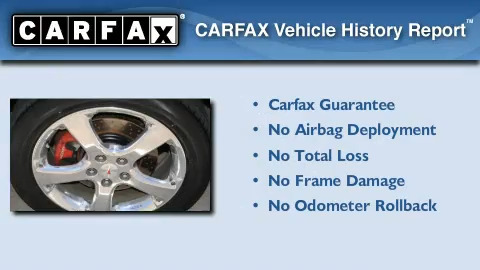 CARFAX® CARFAX Vehicle History Report™
• Carfax Guarantee
• No Airbag Deployment
• No Total Loss
• No Frame Damage
• No Odometer Rollback